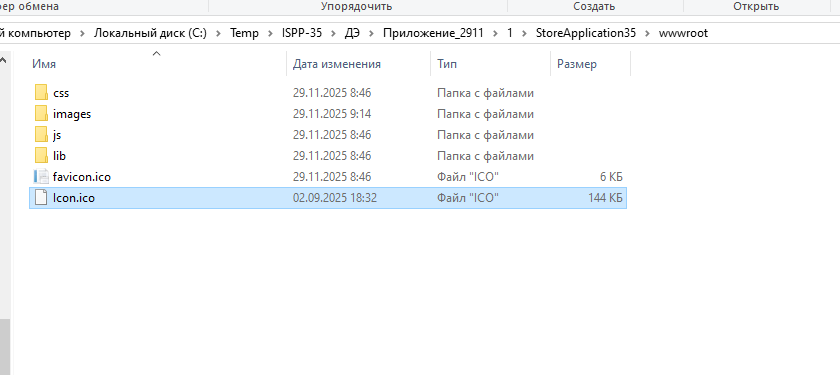 ер обмена Упорядочить Создать Открыть
й компьютер > Локальный диск (C:) > Temp > ISPP-35 > ДЭ > Приложение_2911 > 1 > StoreApplication35 > wwwroot
Имя Дата изменения Тип Размер
css 29.11.2025 8:46 Папка с файлами
images 29.11.2025 9:14 Папка с файлами
js 29.11.2025 8:46 Папка с файлами
lib 29.11.2025 8:46 Папка с файлами
favicon.ico 29.11.2025 8:46 Файл "ICO" 6 КБ
Icon.ico 02.09.2025 18:32 Файл "ICO" 144 КБ